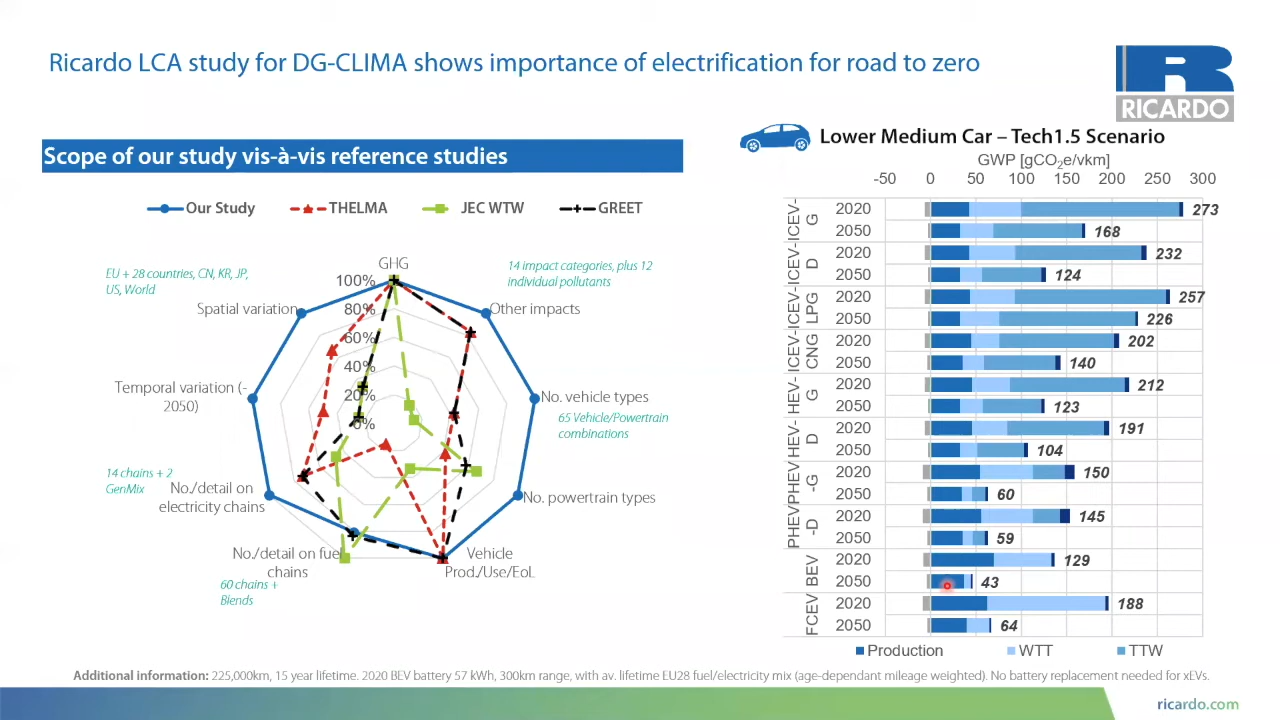 Ricardo LCA study for DG-CLIMA shows importance of electrification for road to zero
RICARDO
Scope of our study vis-à-vis reference studies
Our Study
THELMA
JEC WTW
GREET
EU + 28 countries, CN, KR, JP,
US, World
GHG
14 impact categories, plus 12
individual pollutants
100%
80%
60%
40%
20%
0%
Spatial variation
Other impacts
Temporal variation (-
2050)
No. vehicle types
65 Vehicle/Powertrain
combinations
14 chains + 2
GenMix
No./detail on
electricity chains
No. powertrain types
No./detail on fuel
chains
60 chains +
Blends
Vehicle
Prod./Use/EoL
Lower Medium Car – Tech1.5 Scenario
GWP [gCO2e/vkm]
-50 0 50 100 150 200 250 300
ICEV-
G
2020 273
2050 168
ICEV-
D
2020 232
2050 124
ICEV-
LPG
2020 257
2050 226
ICEV-
CNG
2020 202
2050 140
HEV-
G
2020 212
2050 123
HEV-
D
2020 191
2050 104
PHEV
-G
2020 150
2050 60
PHEV
-D
2020 145
2050 59
BEV
2020 129
2050 43
FCEV
2020 188
2050 64
Production WTT TTW
Additional information: 225,000km, 15 year lifetime. 2020 BEV battery 57 kWh, 300km range, with av. lifetime EU28 fuel/electricity mix (age-dependant mileage weighted). No battery replacement needed for xEVs.
ricardo.com